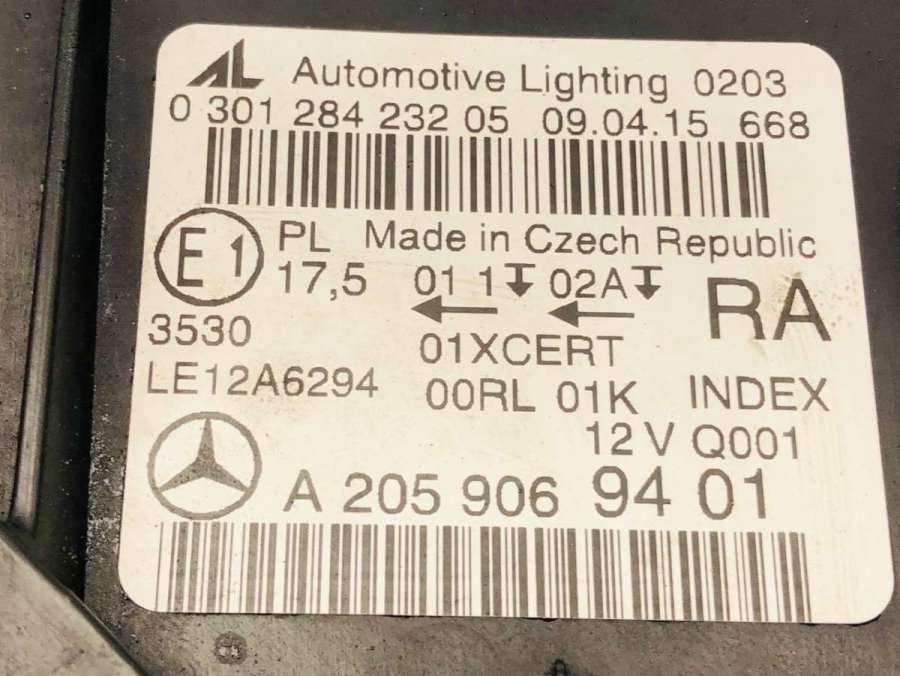 AL Automotive Lighting 0203
0 301 284 232 05 09.04.15 668
E1 PL Made in Czech Republic
17,5 01 1 02A RA
3530 01XCERT
LE12A6294 00RL 01K INDEX
12V Q001
A 205 906 94 01